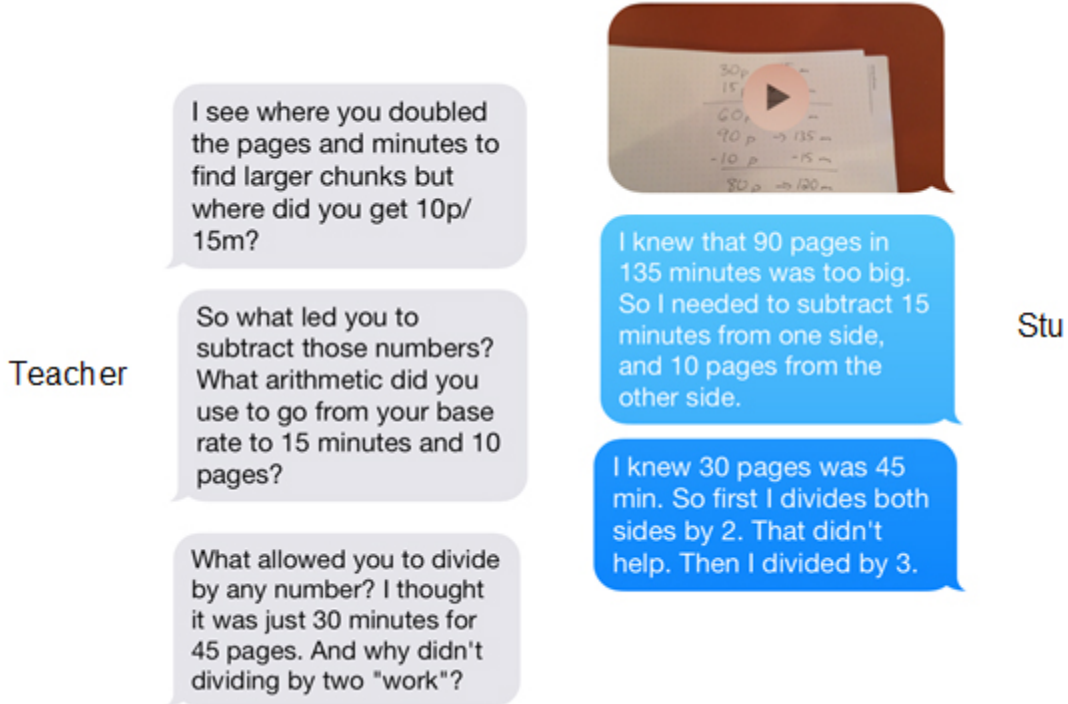 30p
15p
60p
90 p → 135 m
-10 p -15 m
80p → 120 m
I see where you doubled
the pages and minutes to
find larger chunks but
where did you get 10p/
15m?
I knew that 90 pages in
135 minutes was too big.
So I needed to subtract 15
minutes from one side,
and 10 pages from the
other side.
Teacher
Stu
So what led you to
subtract those numbers?
What arithmetic did you
use to go from your base
rate to 15 minutes and 10
pages?
I knew 30 pages was 45
min. So first I divides both
sides by 2. That didn't
help. Then I divided by 3.
What allowed you to divide
by any number? I thought
it was just 30 minutes for
45 pages. And why didn't
dividing by two "work"?